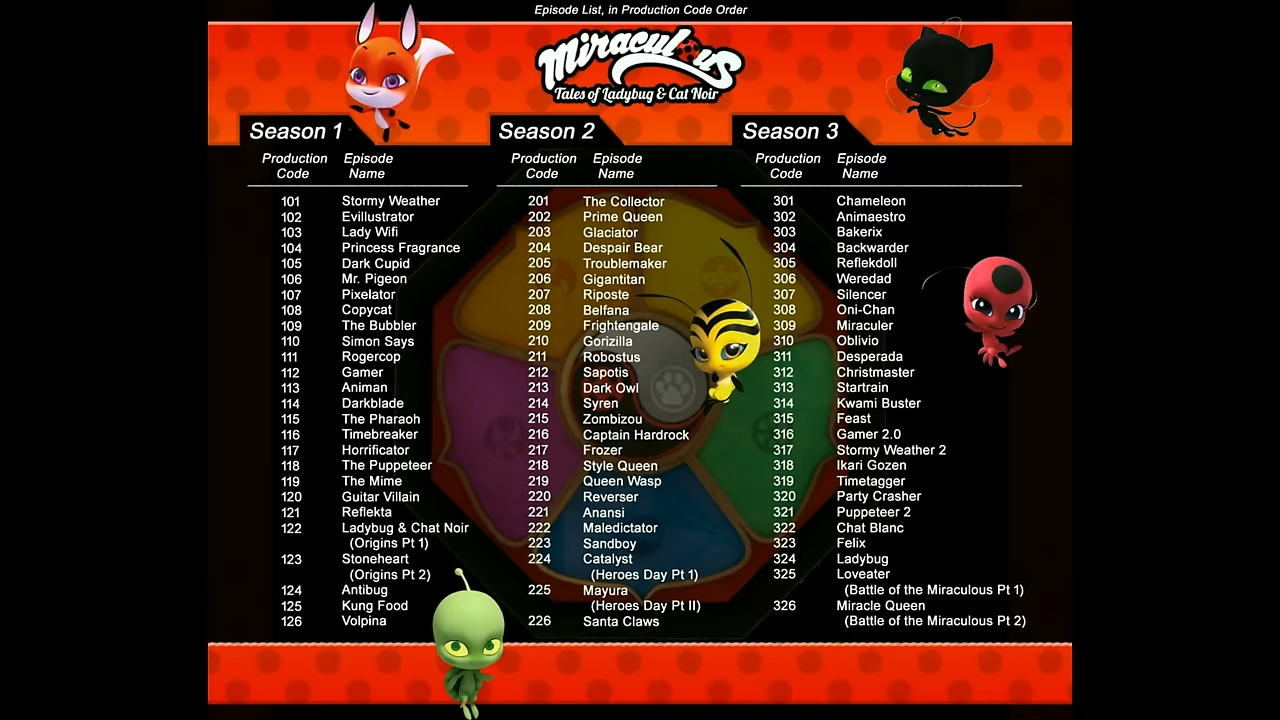 Episode List, in Production Code Order
Miraculous
Tales of Ladybug & Cat Noir
Season 1
Production Episode
Code Name
101 Stormy Weather
102 Evillustrator
103 Lady Wifi
104 Princess Fragrance
105 Dark Cupid
106 Mr. Pigeon
107 Pixelator
108 Copycat
109 The Bubbler
110 Simon Says
111 Rogercop
112 Gamer
113 Animan
114 Darkblade
115 The Pharaoh
116 Timebreaker
117 Horrificator
118 The Puppeteer
119 The Mime
120 Guitar Villain
121 Reflekta
122 Ladybug & Chat Noir
(Origins Pt 1)
123 Stoneheart
(Origins Pt 2)
124 Antibug
125 Kung Food
126 Volpina
Season 2
Production Episode
Code Name
201 The Collector
202 Prime Queen
203 Glaciator
204 Despair Bear
205 Troublemaker
206 Gigantitan
207 Riposte
208 Befana
209 Frightengale
210 Gorizilla
211 Robostus
212 Sapotis
213 Dark Owl
214 Syren
215 Zombizou
216 Captain Hardrock
217 Frozer
218 Style Queen
219 Queen Wasp
220 Reverser
221 Anansi
222 Maledictator
223 Sandboy
224 Catalyst
(Heroes Day Pt 1)
225 Mayura
(Heroes Day Pt II)
226 Santa Claws
Season 3
Production Episode
Code Name
301 Chameleon
302 Animaestro
303 Bakerix
304 Backwarder
305 Reflekdoll
306 Weredad
307 Silencer
308 Oni-Chan
309 Miraculer
310 Oblivio
311 Desperada
312 Christmaster
313 Startrain
314 Kwami Buster
315 Feast
316 Gamer 2.0
317 Stormy Weather 2
318 Ikari Gozen
319 Timetagger
320 Party Crasher
321 Puppeteer 2
322 Chat Blanc
323 Felix
324 Ladybug
325 Loveater
(Battle of the Miraculous Pt 1)
326 Miracle Queen
(Battle of the Miraculous Pt 2)